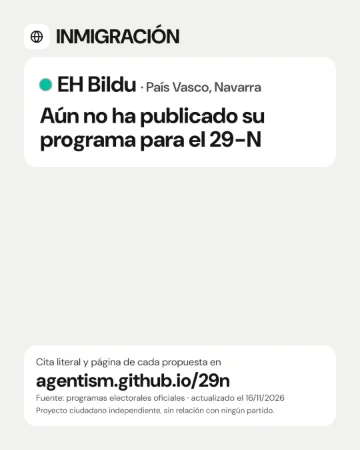 INMIGRACIÓN
EH Bildu · País Vasco, Navarra
Aún no ha publicado su
programa para el 29-N
Cita literal y página de cada propuesta en
agentism.github.io/29n
Fuente: programas electorales oficiales · actualizado el 16/11/2026
Proyecto ciudadano independiente, sin relación con ningún partido.